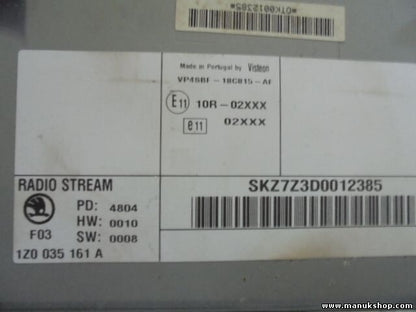 *DTK0012385*
Made in Portugal by Visteon
VP4SBF-18C815-AF
E11 10R-02XXX
e11 02XXX
RADIO STREAM
SKZ7Z3D0012385
PD: 4804
HW: 0010
F03 SW: 0008
1Z0 035 161 A
www.manukshop.com